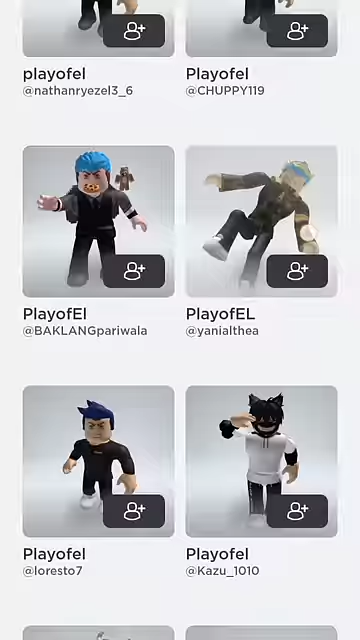 playofel
@nathanryezel3_6
Playofel
@CHUPPY119
PlayofEl
@BAKLANGpariwala
PlayofEL
@yanialthea
Playofel
@loresto7
Playofel
@Kazu_1010